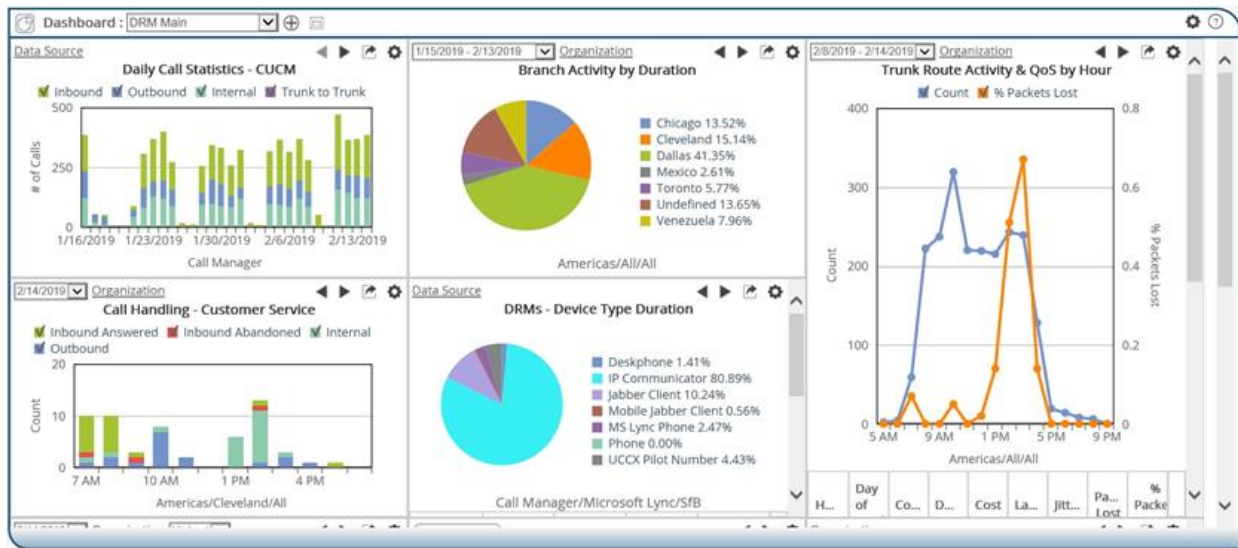 Dashboard : DRM Main
Data Source
Daily Call Statistics - CUCM
Inbound Outbound Internal Trunk to Trunk
500
250
0
# of Calls
1/16/2019 1/23/2019 1/30/2019 2/6/2019 2/13/2019
Call Manager
1/15/2019 - 2/13/2019 Organization
Branch Activity by Duration
Chicago 13.52%
Cleveland 15.14%
Dallas 41.35%
Mexico 2.61%
Toronto 5.77%
Undefined 13.65%
Venezuela 7.96%
Americas/All/All
2/8/2019 - 2/14/2019 Organization
Trunk Route Activity & QoS by Hour
Count % Packets Lost
400 0.8
300 0.6
200 0.4
100 0.2
0 0
Count
% Packets Lost
5 AM 9 AM 1 PM 5 PM 9 PM
Americas/All/All
H... Day of Co... D... Cost La... Jitt... Pa... Lost % Packe
2/14/2019 Organization
Call Handling - Customer Service
Inbound Answered Inbound Abandoned Internal
Outbound
20
10
0
Count
7 AM 10 AM 1 PM 4 PM
Americas/Cleveland/All
Data Source
DRMs - Device Type Duration
Deskphone 1.41%
IP Communicator 80.89%
Jabber Client 10.24%
Mobile Jabber Client 0.56%
MS Lync Phone 2.47%
Phone 0.00%
UCCX Pilot Number 4.43%
Call Manager/Microsoft Lync/SfB